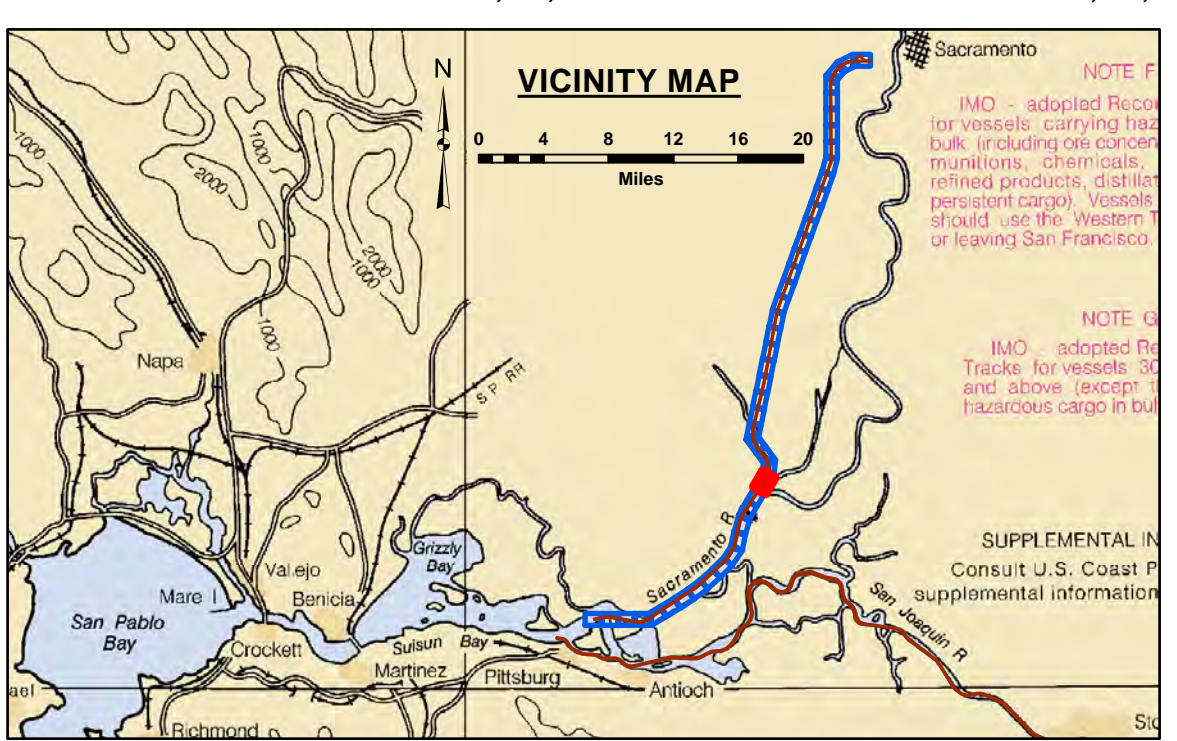 Sacramento
N
VICINITY MAP
NOTE F
IMO - adopted Recor
for vessels carrying haz
bulk (including ore concen
munitions, chemicals,
refined products, distillat
persistent cargo). Vessels
should use the Western T
or leaving San Francisco.
0 4 8 12 16 20
Miles
1000
1000
2000
2000
1000
1000
NOTE G
IMO - adopted Re
Tracks for vessels 30
and above (except t
hazardous cargo in bul
Napa
S P RR
Sacramento R
SUPPLEMENTAL IN
Consult U.S. Coast P
supplemental information
Grizzly
Bay
Vallejo
Mare I
Benicia
San Pablo
Bay
San Joaquin R
Crockett
Suisun Bay
Martinez
Pittsburg
Antioch
ael
Richmond
Sto